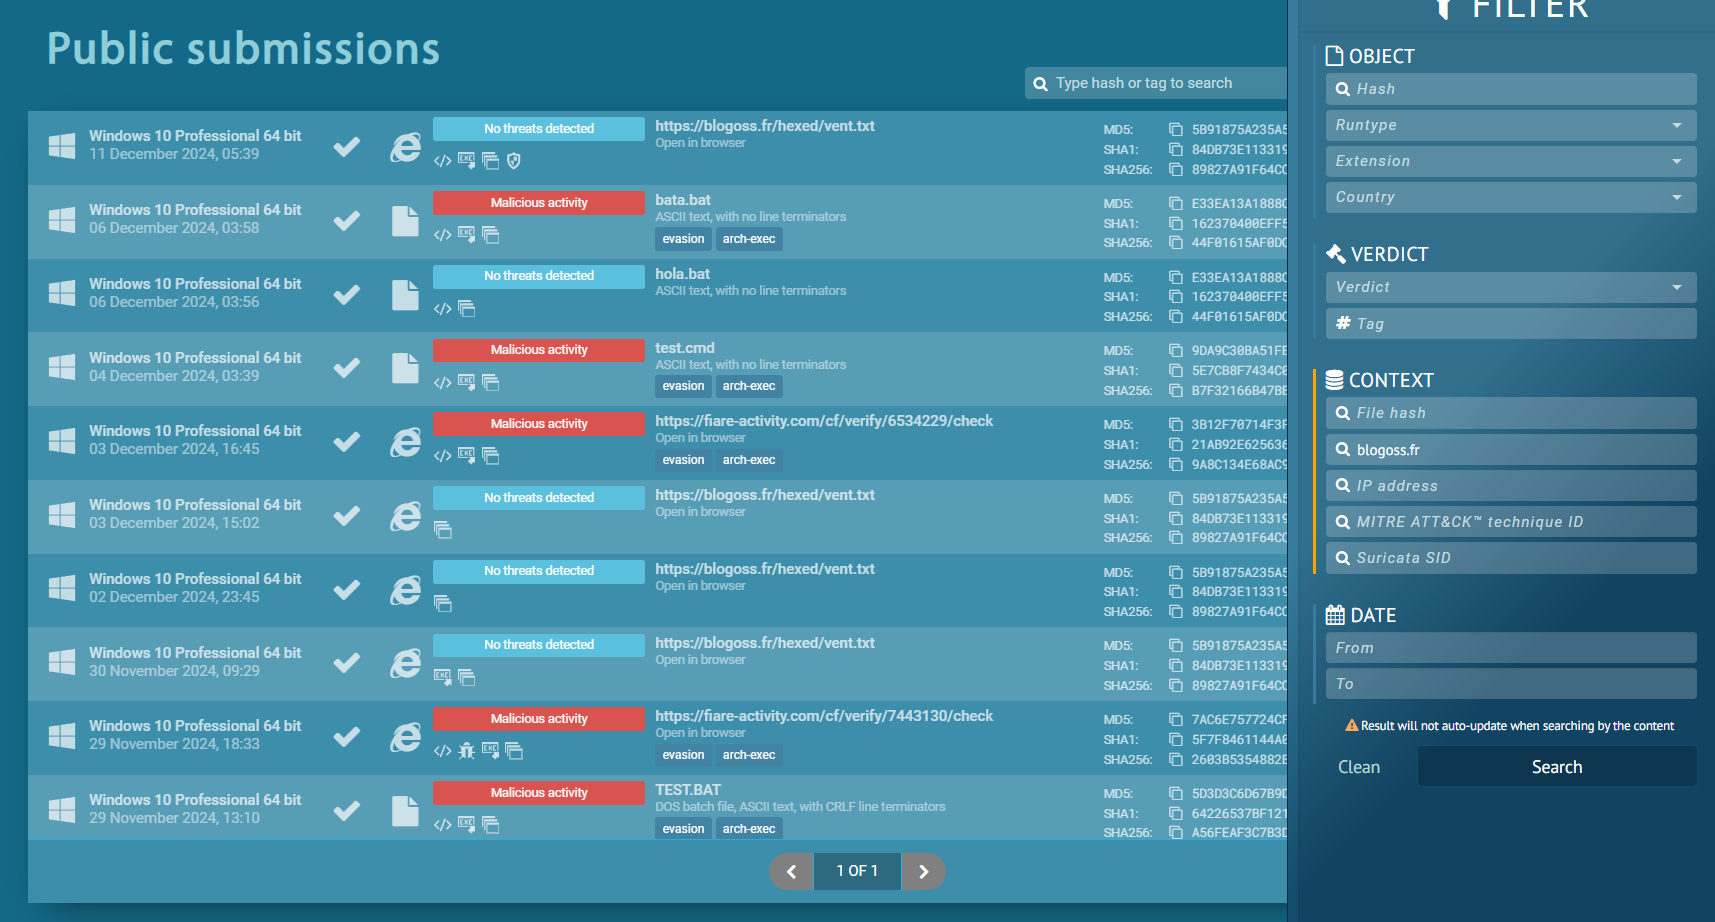 Public submissions
Type hash or tag to search
Windows 10 Professional 64 bit
11 December 2024, 05:39
No threats detected
https://blogoss.fr/hexed/vent.txt
Open in browser
MD5: 5B91875A235A5
SHA1: 84DB73E113319
SHA256: 89827A91F64CC
Windows 10 Professional 64 bit
06 December 2024, 03:58
Malicious activity
bata.bat
ASCII text, with no line terminators
evasion arch-exec
MD5: E33EA13A1888C
SHA1: 162370400EFF5
SHA256: 44F01615AF0DC
Windows 10 Professional 64 bit
06 December 2024, 03:56
No threats detected
hola.bat
ASCII text, with no line terminators
MD5: E33EA13A1888C
SHA1: 162370400EFF5
SHA256: 44F01615AF0DC
Windows 10 Professional 64 bit
04 December 2024, 03:39
Malicious activity
test.cmd
ASCII text, with no line terminators
evasion arch-exec
MD5: 9DA9C30BA51FE
SHA1: 5E7CB8F7434C0
SHA256: B7F32166B47BE
Windows 10 Professional 64 bit
03 December 2024, 16:45
Malicious activity
https://fiare-activity.com/cf/verify/6534229/check
Open in browser
evasion arch-exec
MD5: 3B12F70714F3F
SHA1: 21AB92E625636
SHA256: 9A8C134E68AC9
Windows 10 Professional 64 bit
03 December 2024, 15:02
No threats detected
https://blogoss.fr/hexed/vent.txt
Open in browser
MD5: 5B91875A235A5
SHA1: 84DB73E113319
SHA256: 89827A91F64CC
Windows 10 Professional 64 bit
02 December 2024, 23:45
No threats detected
https://blogoss.fr/hexed/vent.txt
Open in browser
MD5: 5B91875A235A5
SHA1: 84DB73E113319
SHA256: 89827A91F64CC
Windows 10 Professional 64 bit
30 November 2024, 09:29
No threats detected
https://blogoss.fr/hexed/vent.txt
Open in browser
MD5: 5B91875A235A5
SHA1: 84DB73E113319
SHA256: 89827A91F64CC
Windows 10 Professional 64 bit
29 November 2024, 18:33
Malicious activity
https://fiare-activity.com/cf/verify/7443130/check
Open in browser
evasion arch-exec
MD5: 7AC6E757724CF
SHA1: 5F7F8461144A0
SHA256: 2603B5354882E
Windows 10 Professional 64 bit
29 November 2024, 13:10
Malicious activity
TEST.BAT
DOS batch file, ASCII text, with CRLF line terminators
evasion arch-exec
MD5: 5D3D3C6D67B9D
SHA1: 64226537BF121
SHA256: A56FEAF3C7B3D
1 OF 1
FILTER
OBJECT
Hash
Runtype
Extension
Country
VERDICT
Verdict
# Tag
CONTEXT
File hash
blogoss.fr
IP address
MITRE ATT&CK™ technique ID
Suricata SID
DATE
From
To
Result will not auto-update when searching by the content
Clean
Search